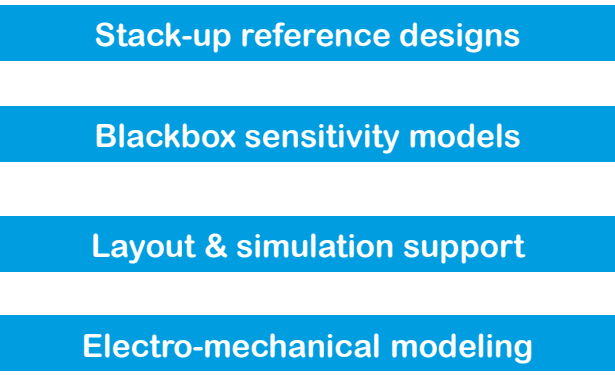 Stack-up reference designs
Blackbox sensitivity models
Layout & simulation support
Electro-mechanical modeling